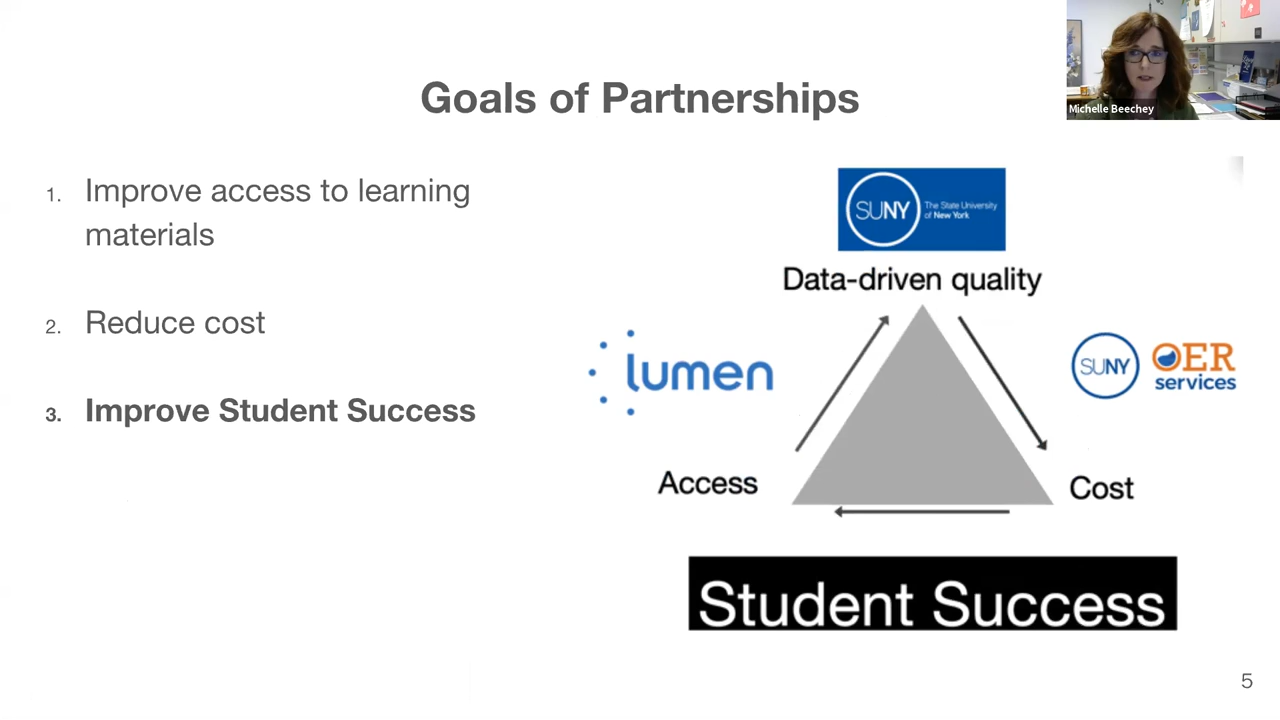 Goals of Partnerships
Michelle Beechey
1. Improve access to learning
materials
2. Reduce cost
3. Improve Student Success
SUNY
The State University
of New York
Data-driven quality
lumen
SUNY
OER
services
Access
Cost
Student Success
5